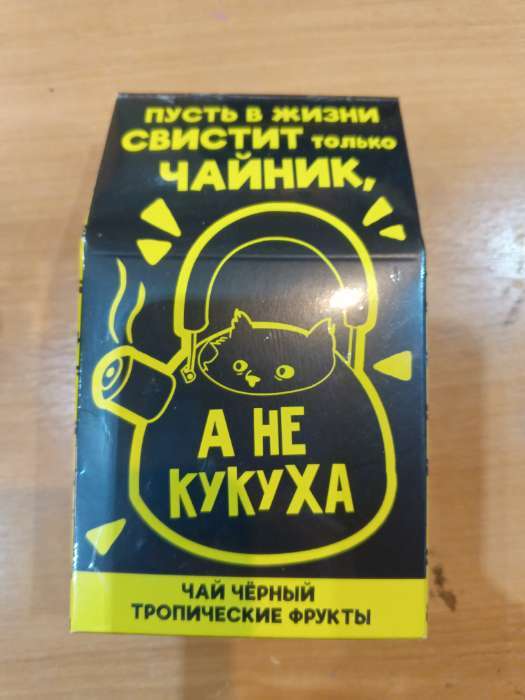 ПУСТЬ В ЖИЗНИ
СВИСТИТ ТОЛЬКО
ЧАЙНИК,
А НЕ
КУКУХА
ЧАЙ ЧЁРНЫЙ
ТРОПИЧЕСКИЕ ФРУКТЫ